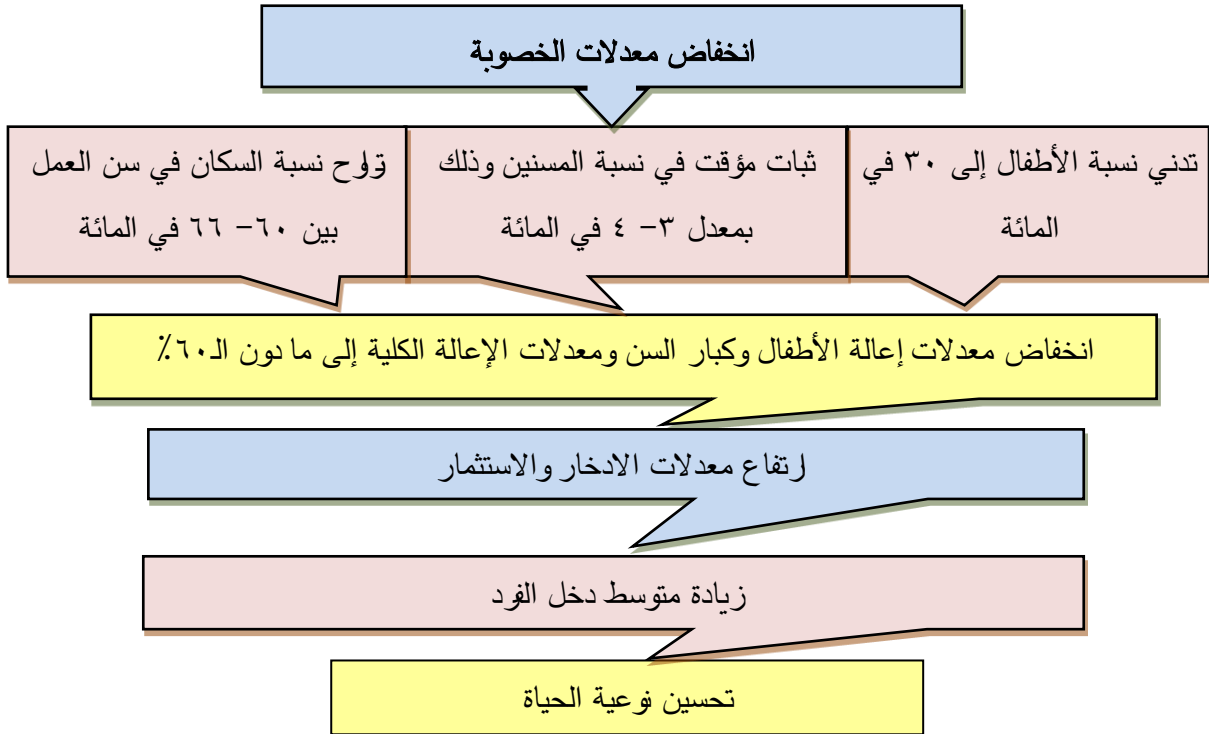 انخفاض معدلات الخصوبة
تدني نسبة الأطفال إلى ٣٠ في
المائة
ثبات مؤقت في نسبة المسنين وذلك
بمعدل ٣- ٤ في المائة
تراوح نسبة السكان في سن العمل
بين ٦٠- ٦٦ في المائة
انخفاض معدلات إعالة الأطفال وكبار السن ومعدلات الإعالة الكلية إلى ما دون الـ٦٠٪
ارتفاع معدلات الادخار والاستثمار
زيادة متوسط دخل الفرد
تحسين نوعية الحياة